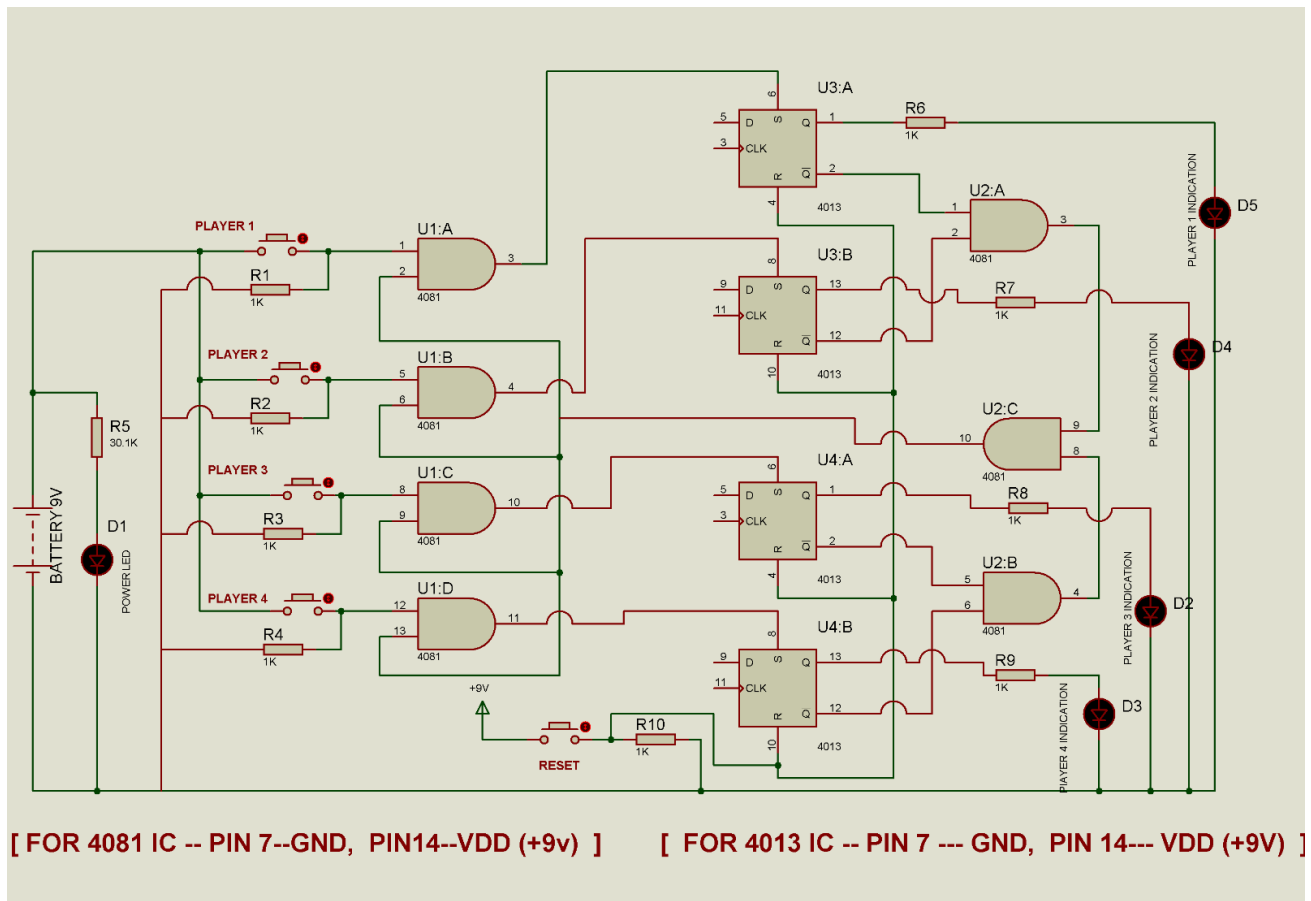 U3:A
6
5
D
S
Q
1
R6
1K
3
CLK
R
Q
2
4
4013
PLAYER 1 INDICATION
D5
U2:A
1
2
3
4081
PLAYER 1
U1:A
1
2
3
4081
R1
1K
U3:B
8
9
D
S
Q
13
R7
1K
11
CLK
R
Q
12
10
4013
PLAYER 2 INDICATION
D4
PLAYER 2
U1:B
5
6
4
4081
R2
1K
R5
30.1K
U2:C
9
8
10
4081
PLAYER 3
U1:C
8
9
10
4081
R3
1K
U4:A
6
5
D
S
Q
1
R8
1K
3
CLK
R
Q
2
4
4013
PLAYER 3 INDICATION
D2
BATTERY 9V
D1
POWER LED
PLAYER 4
U1:D
12
13
11
4081
R4
1K
U2:B
5
6
4
4081
U4:B
8
9
D
S
Q
13
R9
1K
11
CLK
R
Q
12
10
4013
PLAYER 4 INDICATION
D3
+9V
RESET
R10
1K
[ FOR 4081 IC -- PIN 7--GND, PIN14--VDD (+9v) ]
[ FOR 4013 IC -- PIN 7 --- GND, PIN 14--- VDD (+9V) ]